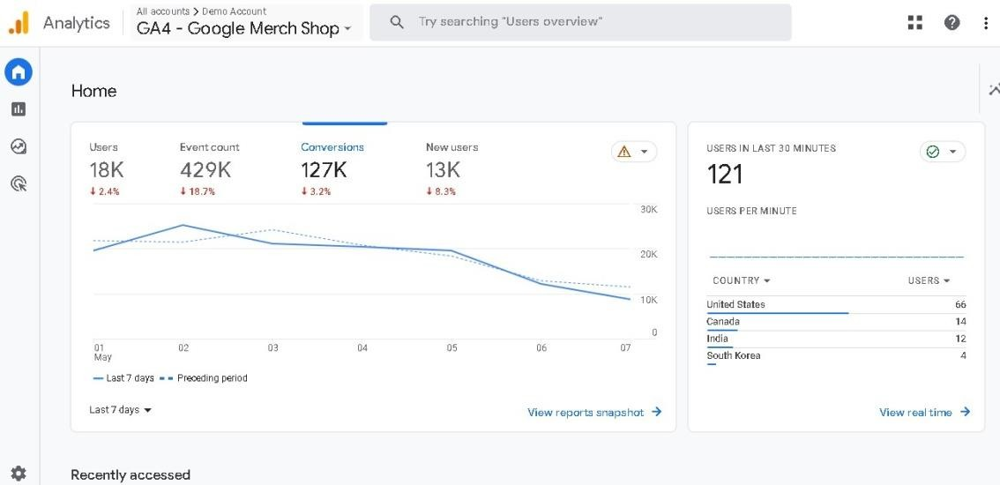 Analytics
All accounts > Demo Account
GA4 - Google Merch Shop
Try searching "Users overview"
Home
Users
18K
2.4%
Event count
429K
18.7%
Conversions
127K
3.2%
New users
13K
8.3%
30K
20K
10K
0
01
May
02
03
04
05
06
07
Last 7 days
Preceding period
Last 7 days
View reports snapshot
USERS IN LAST 30 MINUTES
121
USERS PER MINUTE
COUNTRY
USERS
United States 66
Canada 14
India 12
South Korea 4
View real time
Recently accessed